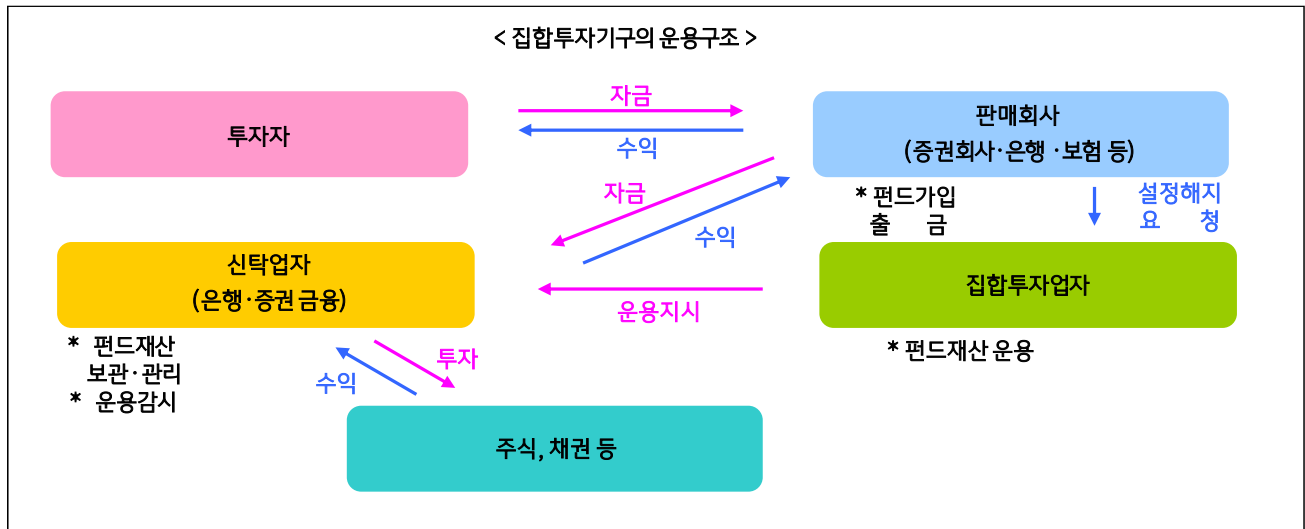 < 집합투자기구의 운용구조 >
자금
투자자
판매회사
(증권회사·은행 ·보험 등)
수익
자금
* 펀드가입
출 금
설정해지
요 청
수익
신탁업자
(은행·증권 금융)
집합투자업자
운용지시
* 펀드재산
보관·관리
* 운용감시
* 펀드재산 운용
투자
수익
주식, 채권 등